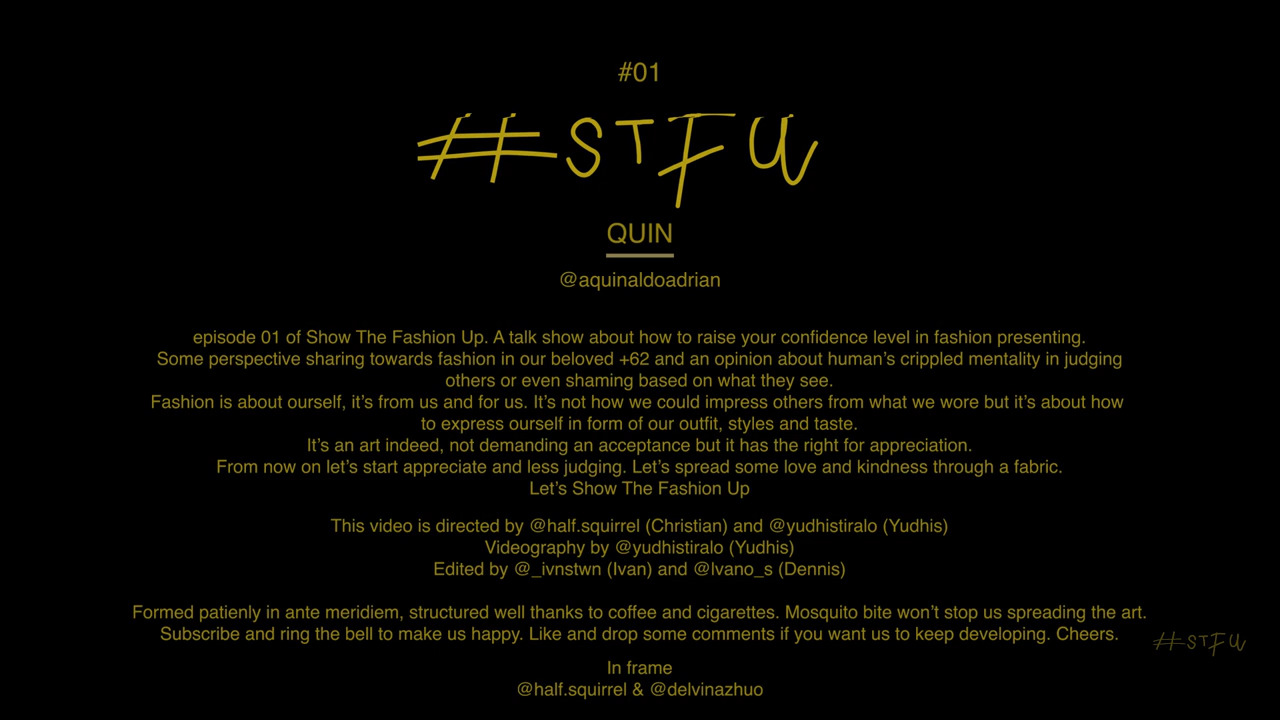 #01
#STFU
QUIN
@aquinaldoadrian
episode 01 of Show The Fashion Up. A talk show about how to raise your confidence level in fashion presenting.
Some perspective sharing towards fashion in our beloved +62 and an opinion about human's crippled mentality in judging
others or even shaming based on what they see.
Fashion is about ourself, it's from us and for us. It's not how we could impress others from what we wore but it's about how
to express ourself in form of our outfit, styles and taste.
It's an art indeed, not demanding an acceptance but it has the right for appreciation.
From now on let's start appreciate and less judging. Let's spread some love and kindness through a fabric.
Let's Show The Fashion Up
This video is directed by @half.squirrel (Christian) and @yudhistiralo (Yudhis)
Videography by @yudhistiralo (Yudhis)
Edited by @_ivnstwn (Ivan) and @lvano_s (Dennis)
Formed patienly in ante meridiem, structured well thanks to coffee and cigarettes. Mosquito bite won't stop us spreading the art.
Subscribe and ring the bell to make us happy. Like and drop some comments if you want us to keep developing. Cheers.
#STFU
In frame
@half.squirrel & @delvinazhuo